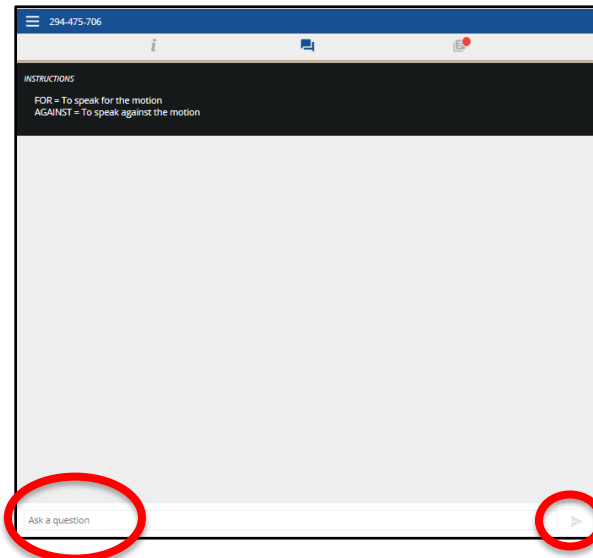 294-475-706
i
INSTRUCTIONS
FOR = To speak for the motion
AGAINST = To speak against the motion
Ask a question